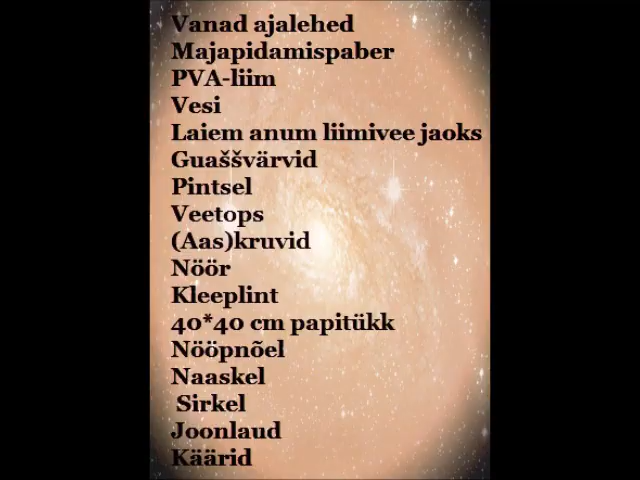 Vanad ajalehed
Majapidamispaber
PVA-liim
Vesi
Laiem anum liimivee jaoks
Guaššvärvid
Pintsel
Veetops
(Aas)kruvid
Nöör
Kleeplint
40*40 cm papitükk
Nööpnõel
Naaskel
Sirkel
Joonlaud
Käärid